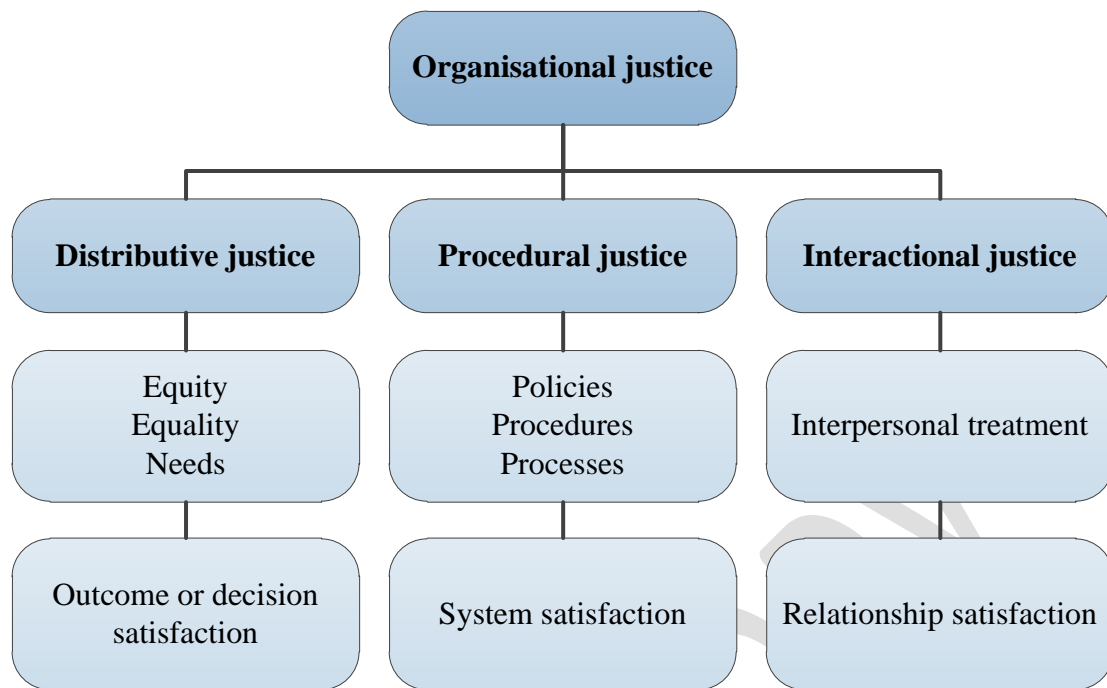 Organisational justice
Distributive justice
Procedural justice
Interactional justice
Equity
Equality
Needs
Policies
Procedures
Processes
Interpersonal treatment
Outcome or decision
satisfaction
System satisfaction
Relationship satisfaction